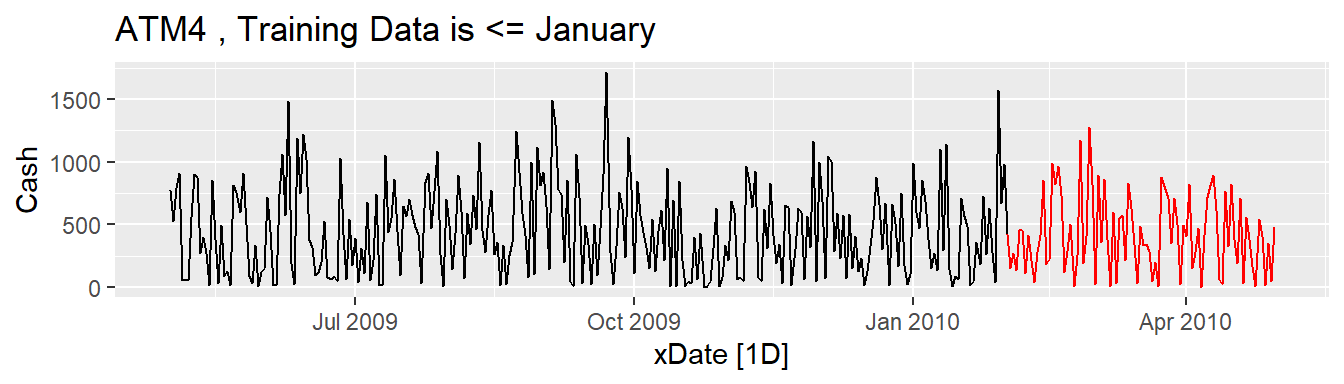 ATM4 , Training Data is <= January
Cash
1500
1000
500
0
Jul 2009
Oct 2009
Jan 2010
Apr 2010
xDate [1D]